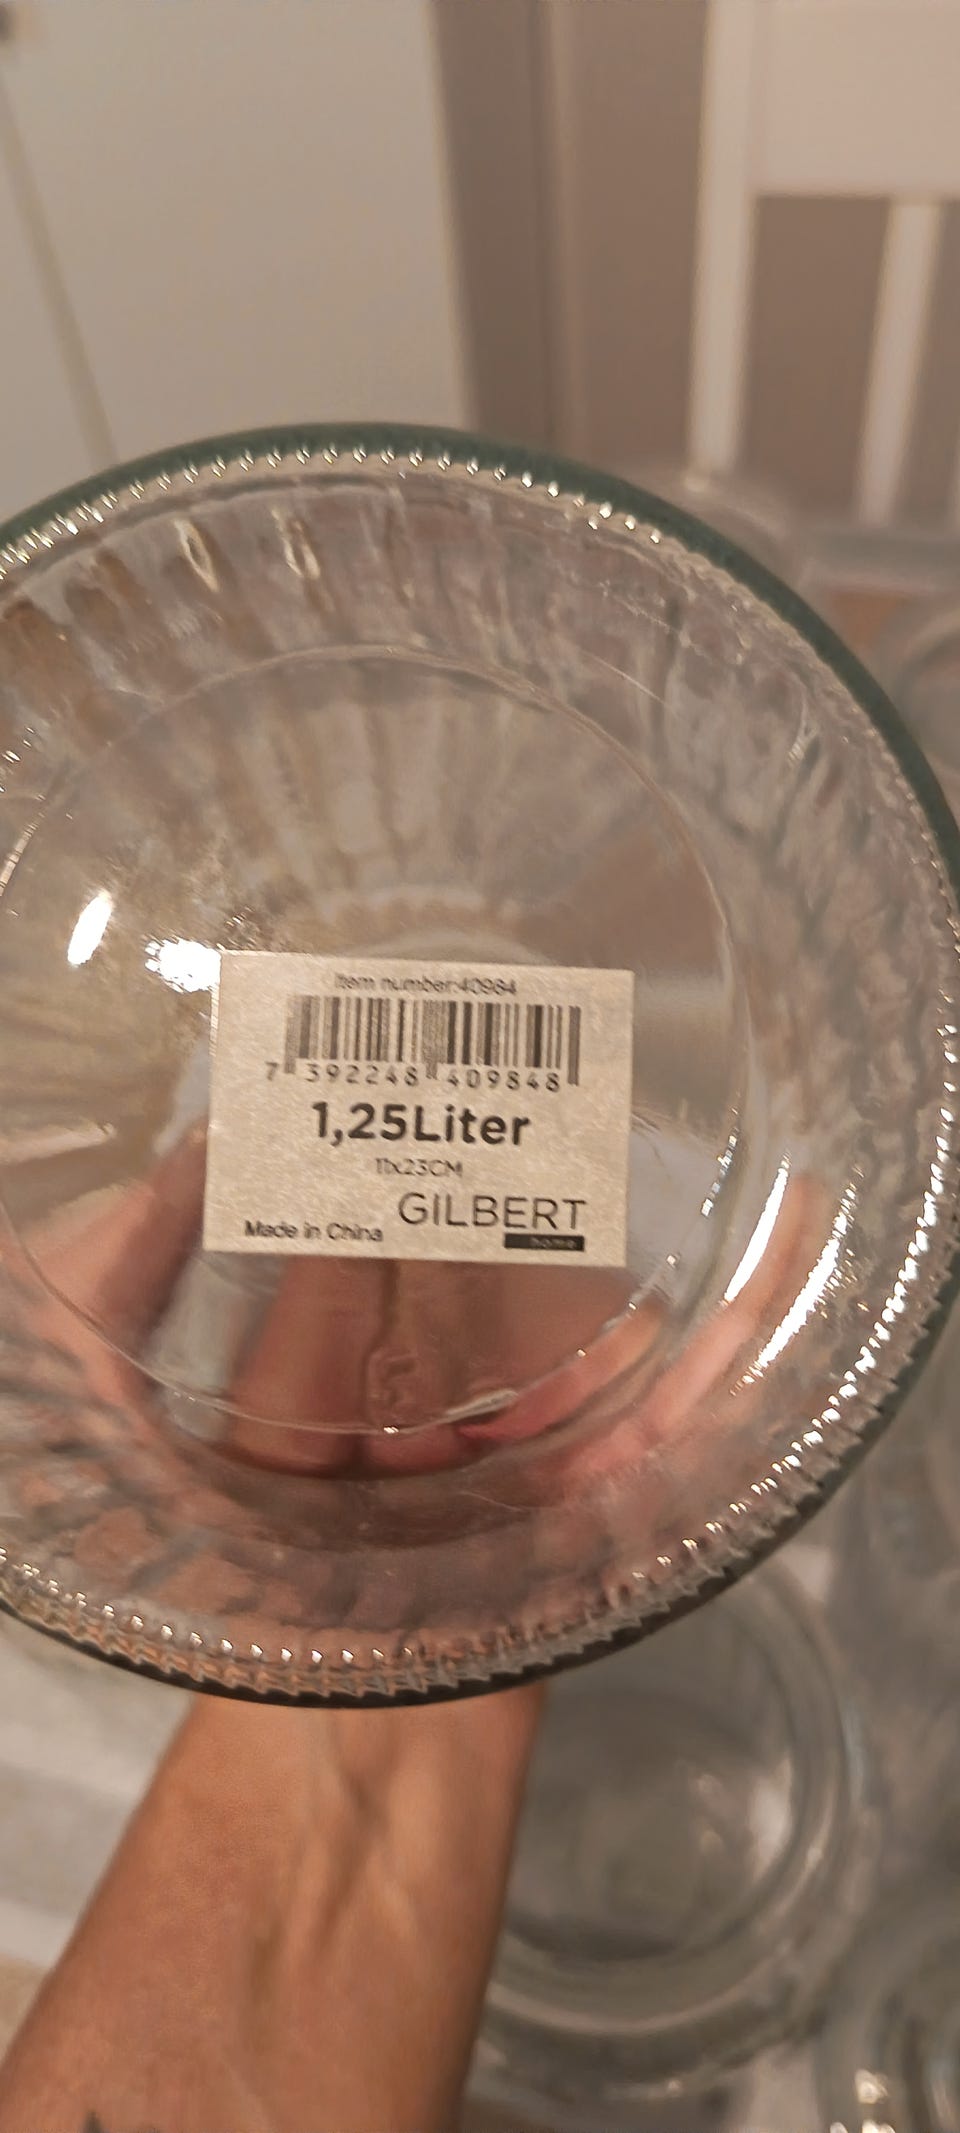 Item number:40984
7 392248 409848
1,25Liter
11x23CM
GILBERT
home
Made in China